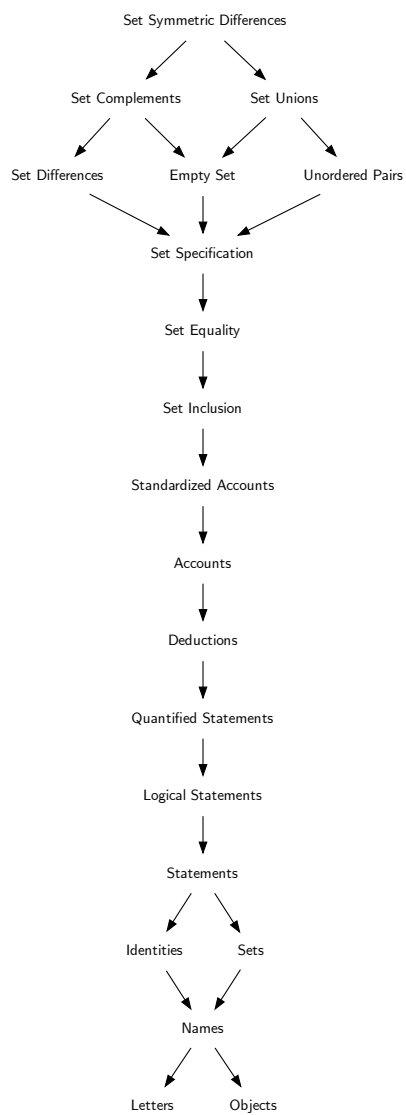 Set Symmetric Differences
Set Complements
Set Unions
Set Differences
Empty Set
Unordered Pairs
Set Specification
Set Equality
Set Inclusion
Standardized Accounts
Accounts
Deductions
Quantified Statements
Logical Statements
Statements
Identities
Sets
Names
Letters
Objects